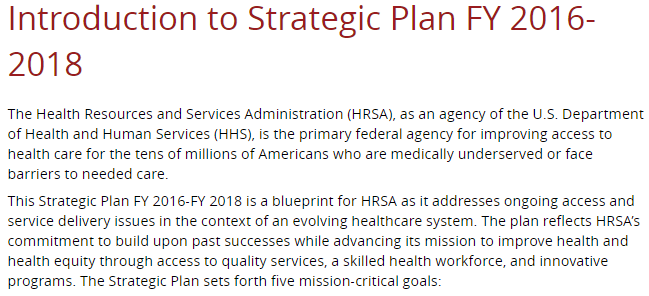 Introduction to Strategic Plan FY 2016-
2018
The Health Resources and Services Administration (HRSA), as an agency of the U.S. Department
of Health and Human Services (HHS), is the primary federal agency for improving access to
health care for the tens of millions of Americans who are medically underserved or face
barriers to needed care.
This Strategic Plan FY 2016-FY 2018 is a blueprint for HRSA as it addresses ongoing access and
service delivery issues in the context of an evolving healthcare system. The plan reflects HRSA’s
commitment to build upon past successes while advancing its mission to improve health and
health equity through access to quality services, a skilled health workforce, and innovative
programs. The Strategic Plan sets forth five mission-critical goals: